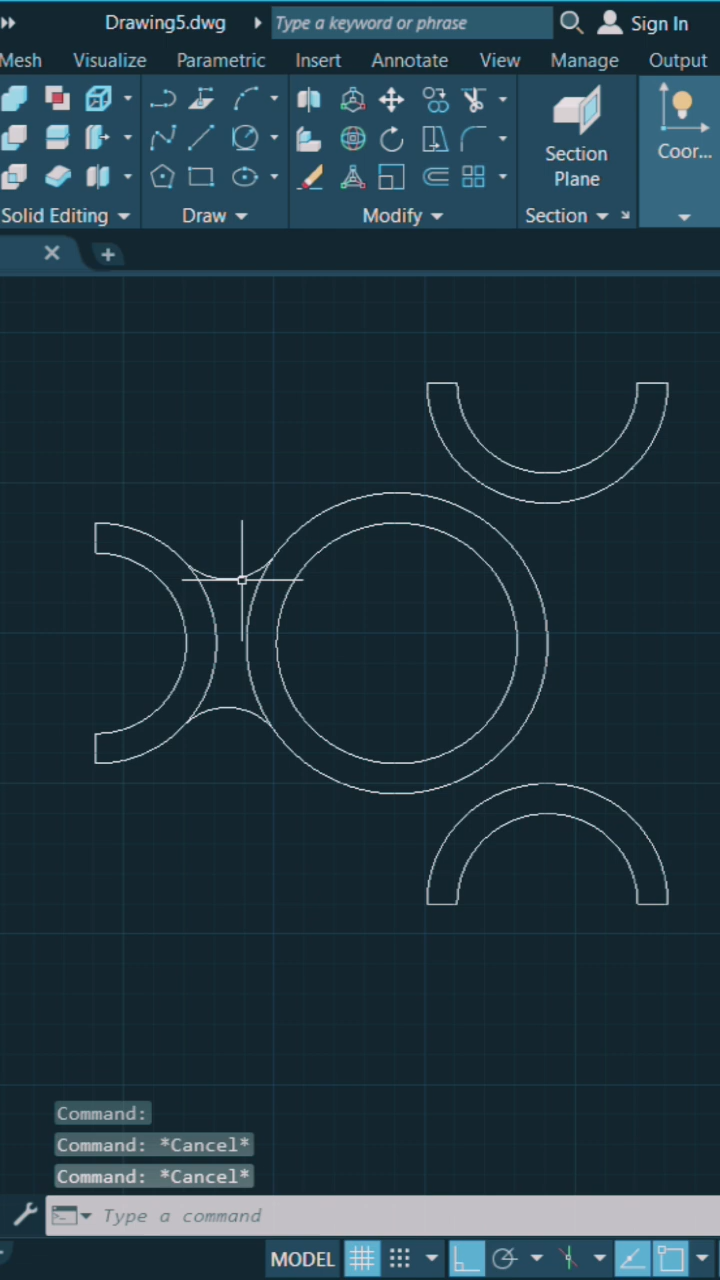 Drawing5.dwg Type a keyword or phrase Sign In
Mesh Visualize Parametric Insert Annotate View Manage Output
Section Plane
Coor...
Solid Editing Draw Modify Section
Command:
Command: *Cancel*
Command: *Cancel*
Type a command
MODEL